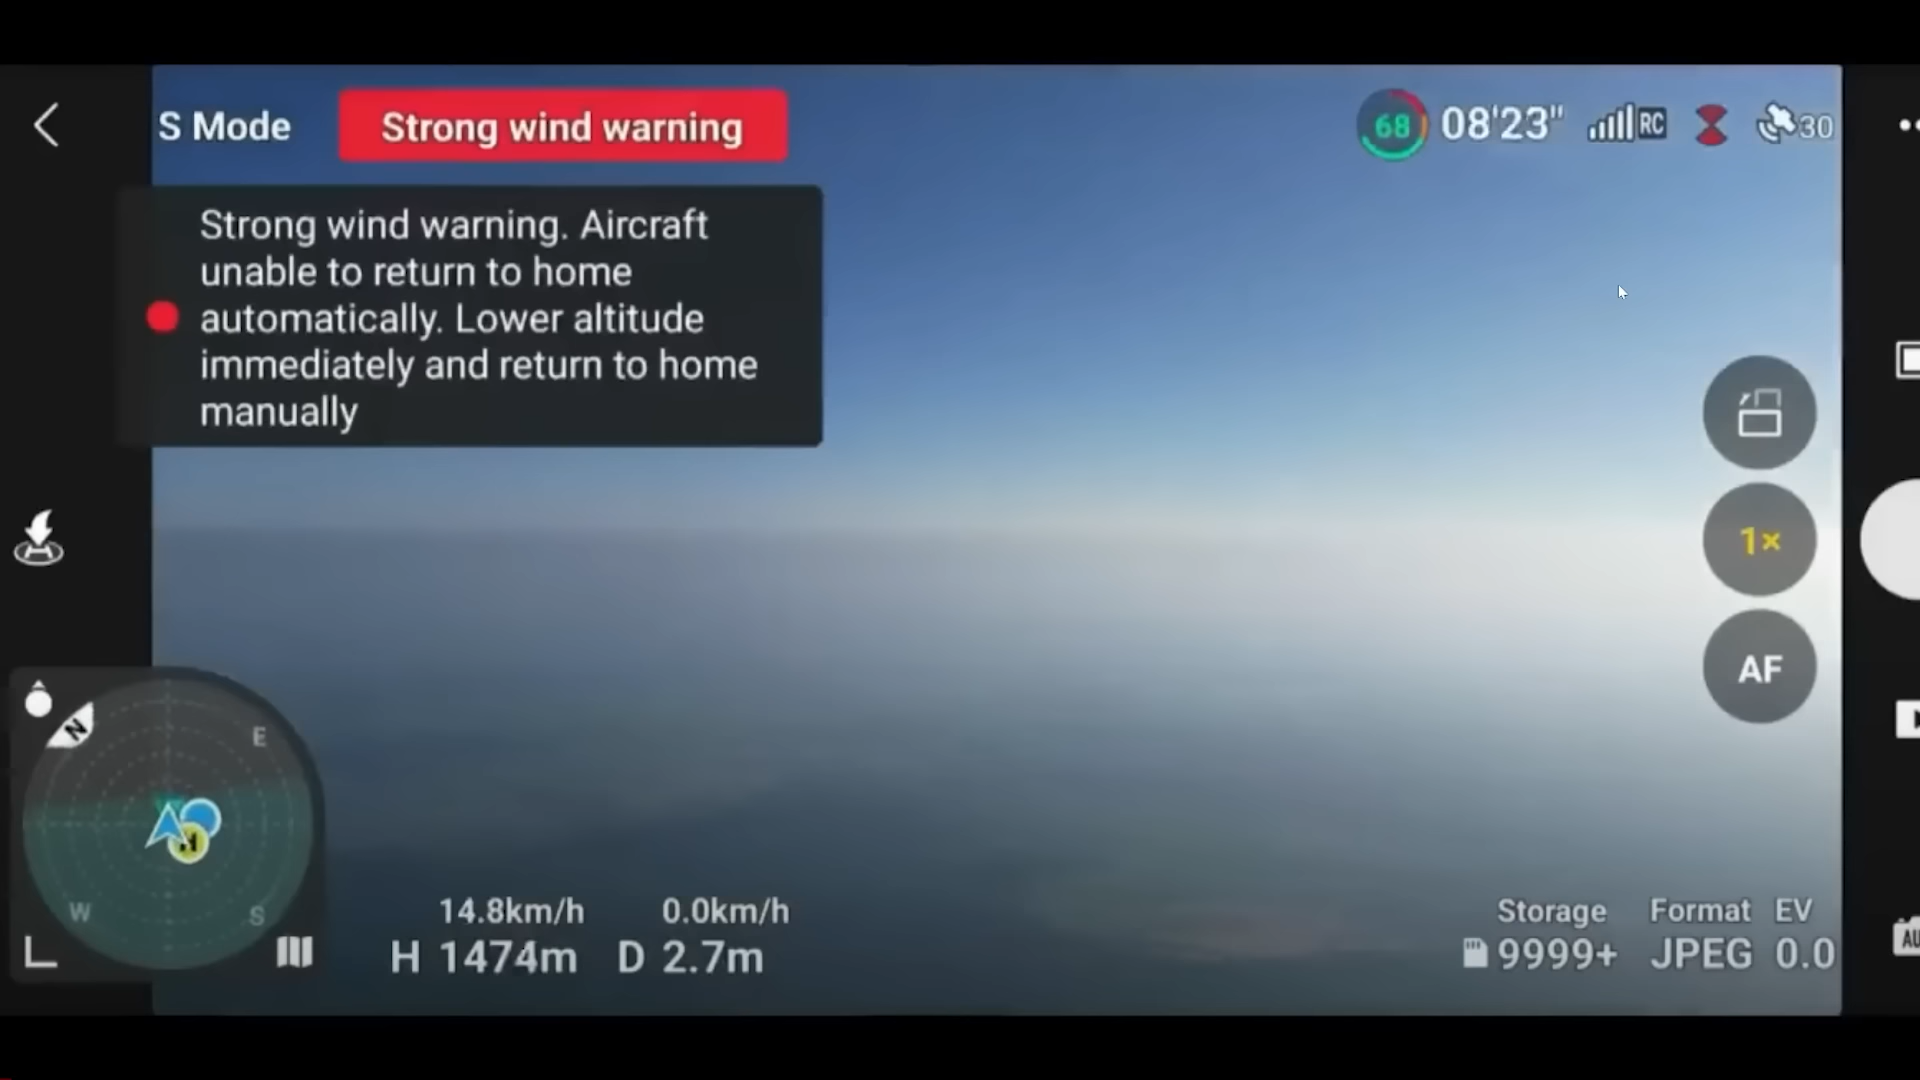 S Mode
Strong wind warning
68
08'23"
RC
30
Strong wind warning. Aircraft
unable to return to home
automatically. Lower altitude
immediately and return to home
manually
1×
AF
N
E
H
W
S
14.8km/h
0.0km/h
H 1474m
D 2.7m
Storage
Format
EV
9999+
JPEG
0.0
AU